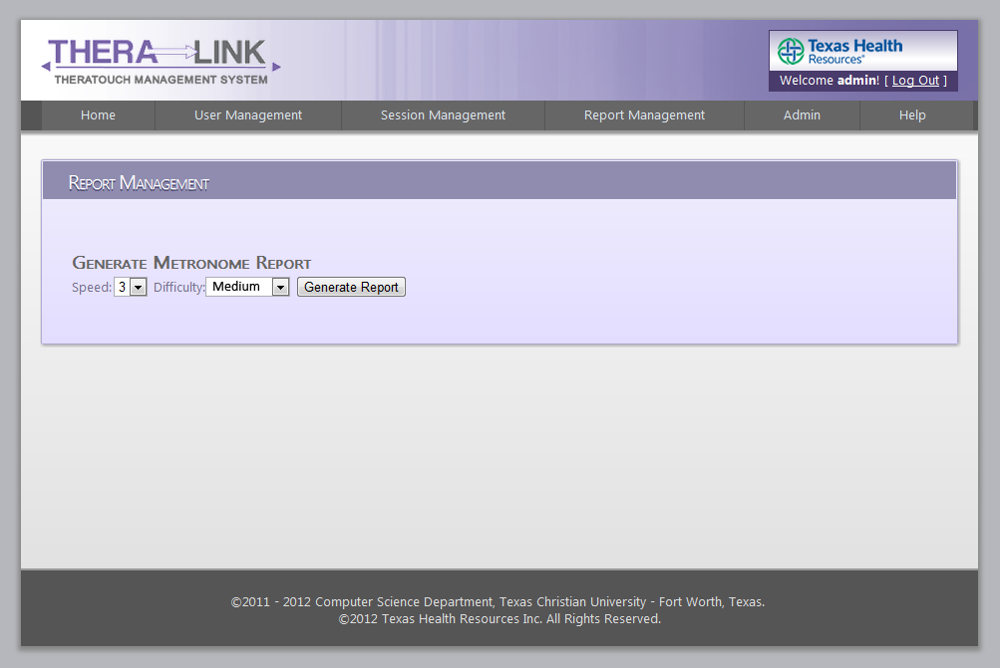 THERA LINK
THERATOUCH MANAGEMENT SYSTEM
Texas Health
Resources®
Welcome admin! [ Log Out ]
Home User Management Session Management Report Management Admin Help
Report Management
Generate Metronome Report
Speed: 3 Difficulty: Medium Generate Report
©2011 - 2012 Computer Science Department, Texas Christian University - Fort Worth, Texas.
©2012 Texas Health Resources Inc. All Rights Reserved.